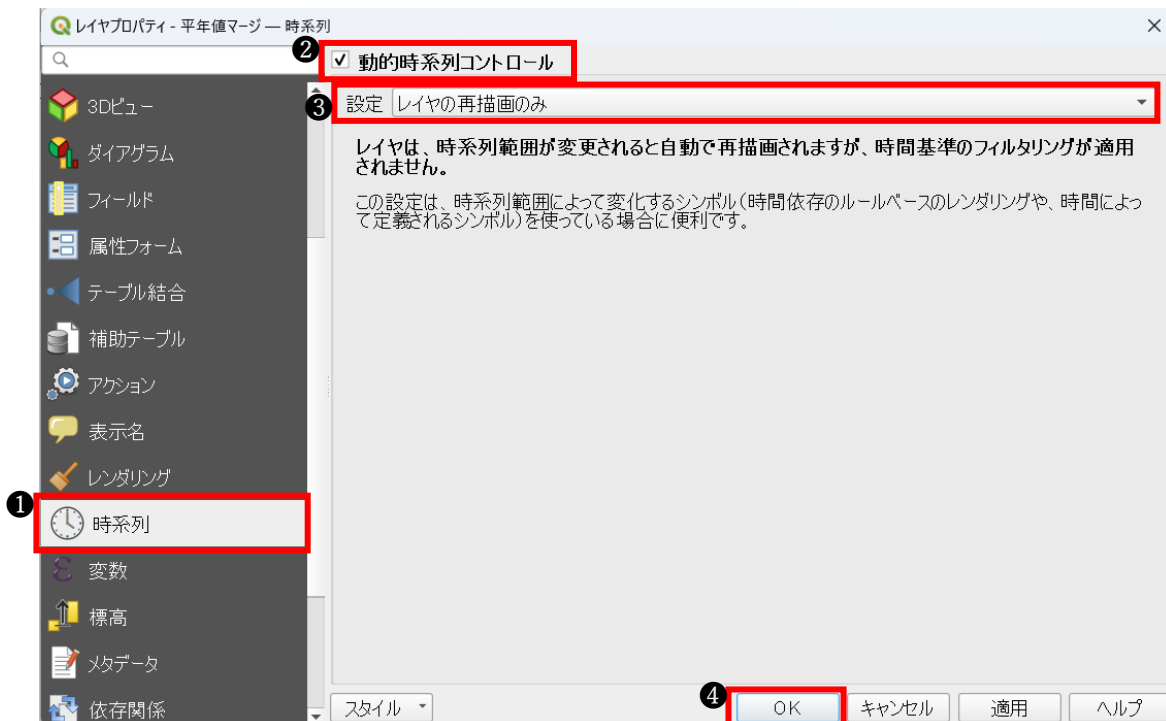 レイヤプロパティ - 平年値マージ — 時系列
❷
✓ 動的時系列コントロール
❸
設定 レイヤの再描画のみ
レイヤは、時系列範囲が変更されると自動で再描画されますが、時間基準のフィルタリングが適用
されません。
この設定は、時系列範囲によって変化するシンボル(時間依存のルールベースのレンダリングや、時間によっ
て定義されるシンボル)を使っている場合に便利です。
3Dビュー
ダイアグラム
フィールド
属性フォーム
テーブル結合
補助テーブル
アクション
表示名
レンダリング
❶
時系列
変数
標高
メタデータ
依存関係
スタイル
❹
OK
キャンセル
適用
ヘルプ